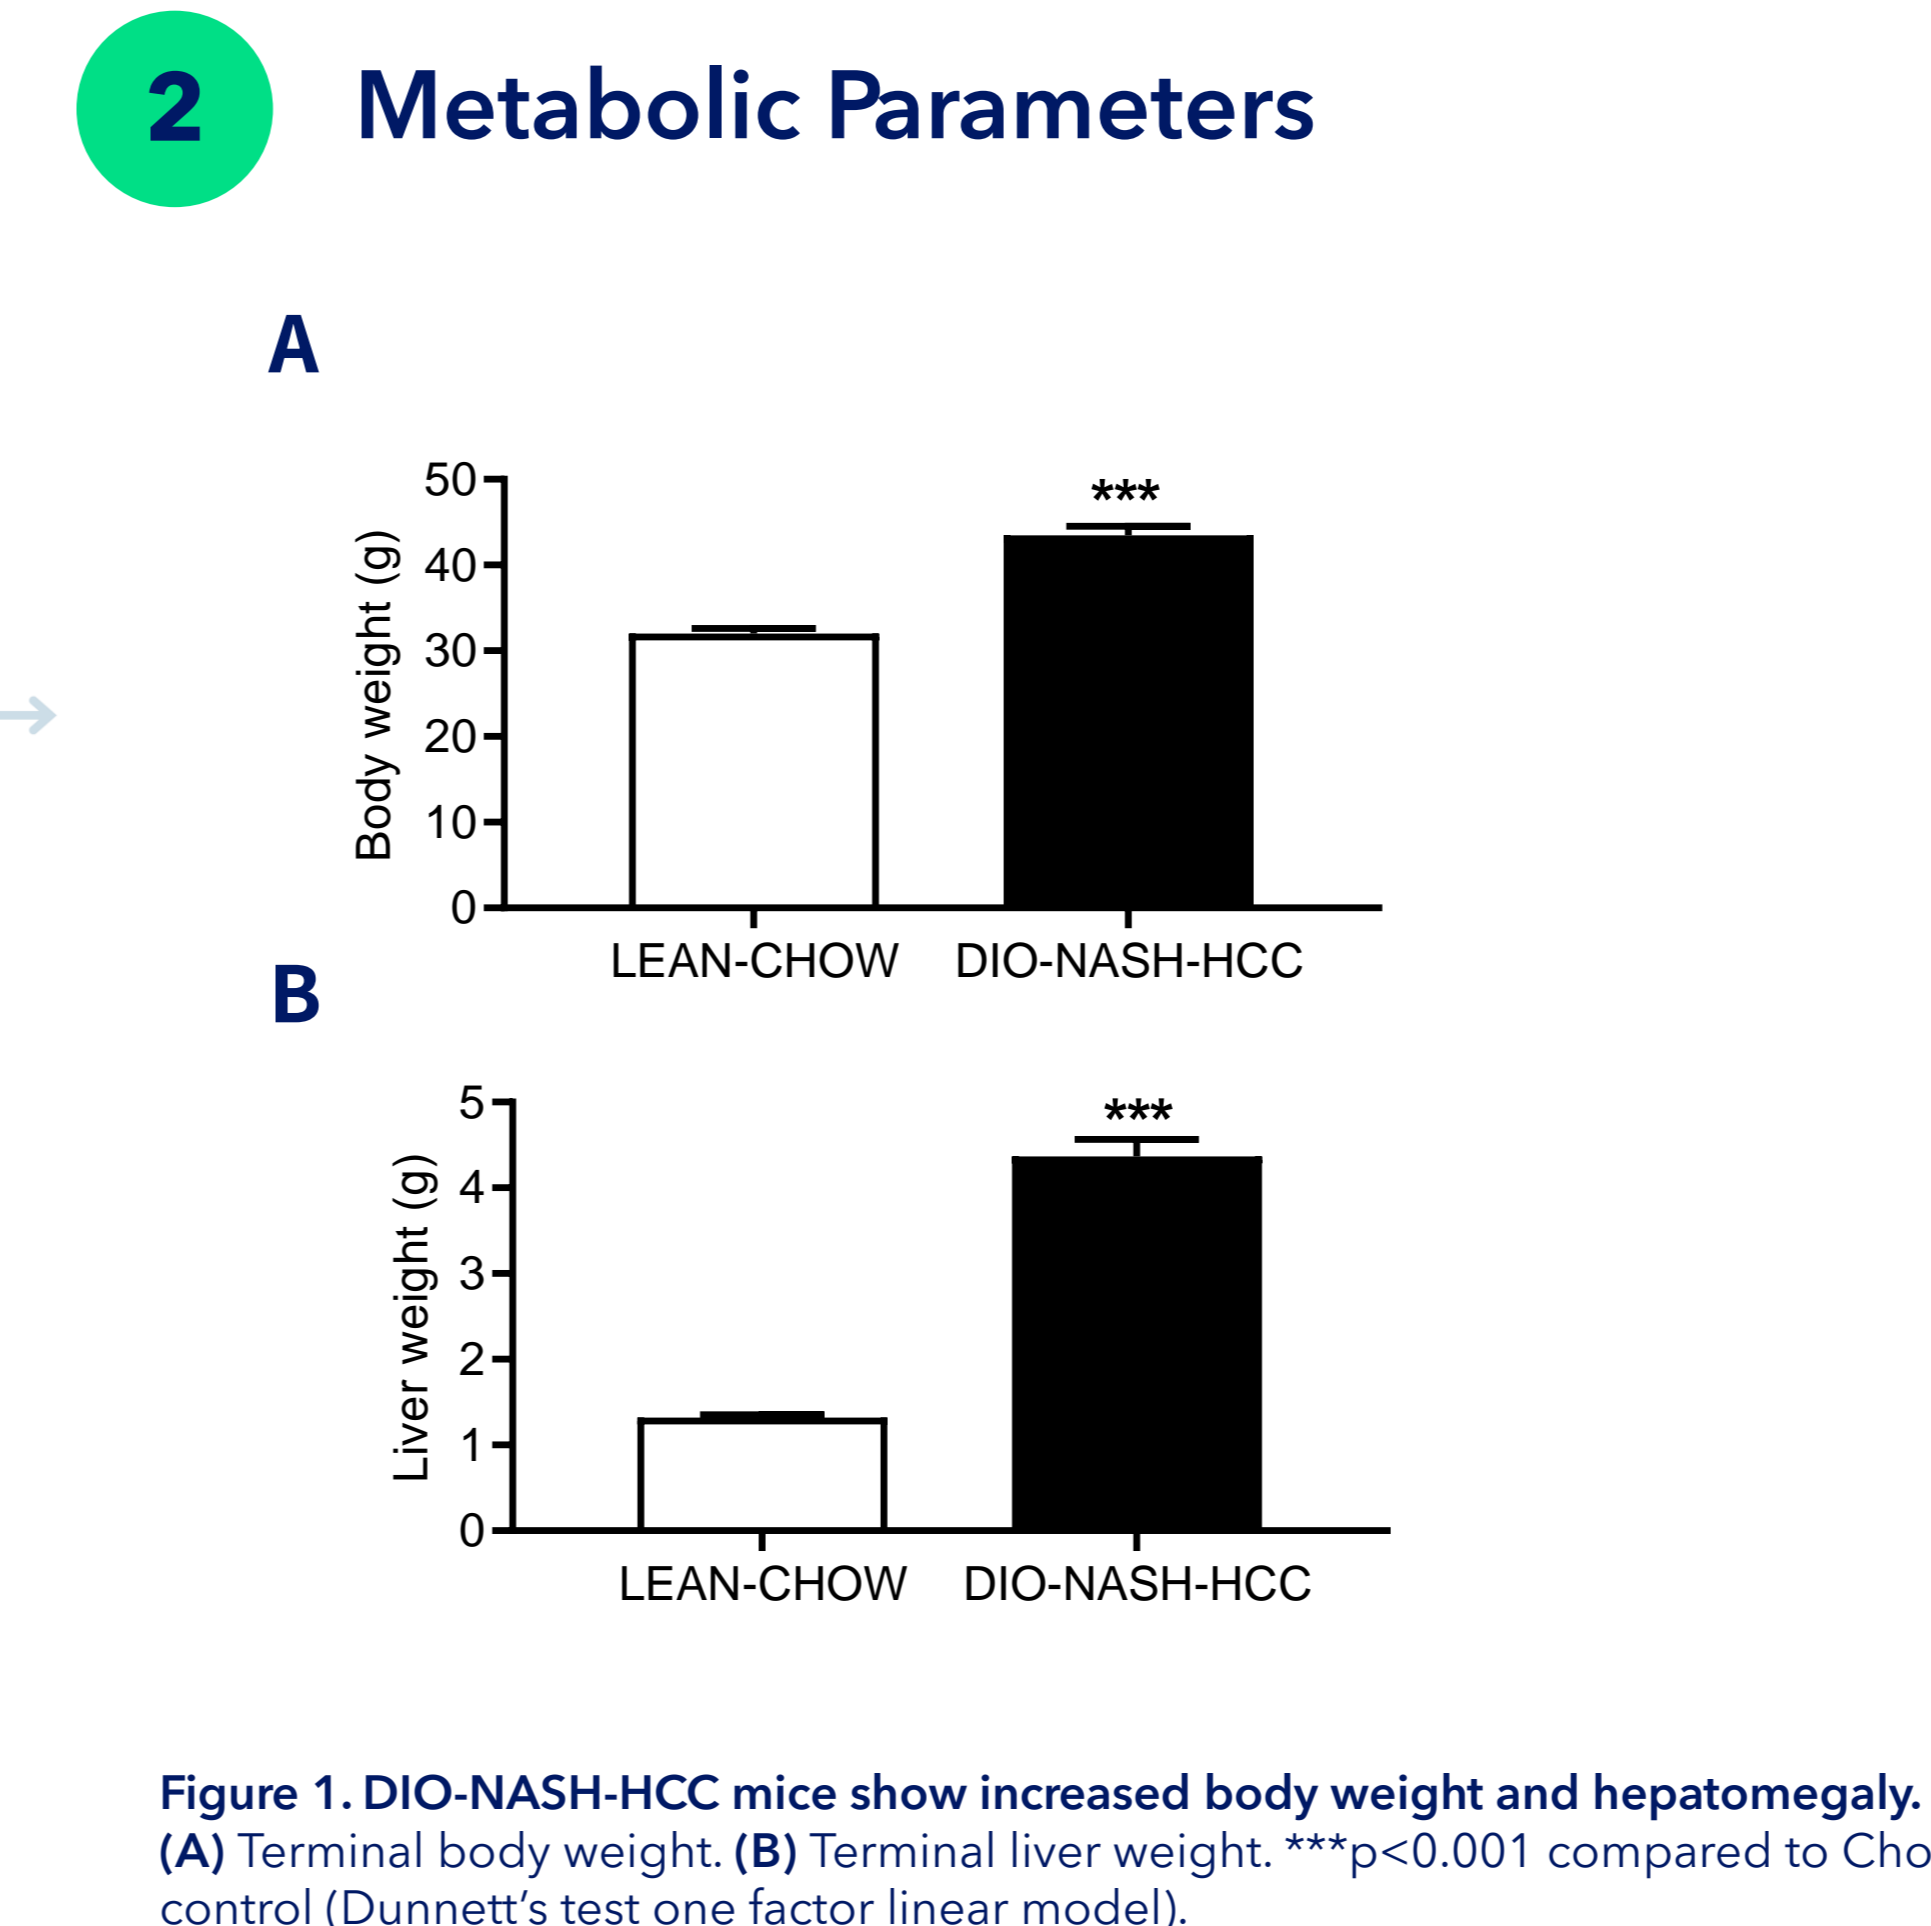 2 Metabolic Parameters
A
***
50
40
30
20
10
0
Body weight (g)
LEAN-CHOW DIO-NASH-HCC
B
***
5
4
3
2
1
0
Liver weight (g)
LEAN-CHOW DIO-NASH-HCC
Figure 1. DIO-NASH-HCC mice show increased body weight and hepatomegaly.
(A) Terminal body weight. (B) Terminal liver weight. ***p<0.001 compared to Cho
control (Dunnett’s test one factor linear model).